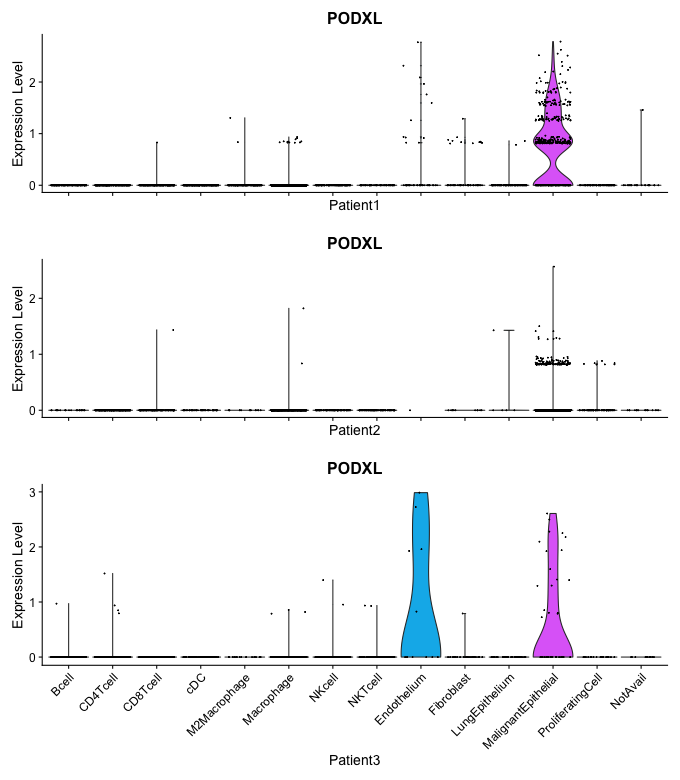 PODXL
Expression Level
2
1
0
Patient1
PODXL
Expression Level
2
1
0
Patient2
PODXL
Expression Level
3
2
1
0
Bcell
CD4Tcell
CD8Tcell
cDC
M2Macrophage
Macrophage
NKcell
NKTcell
Endothelium
Fibroblast
LungEpithelium
MalignantEpithelial
ProliferatingCell
NotAvail
Patient3